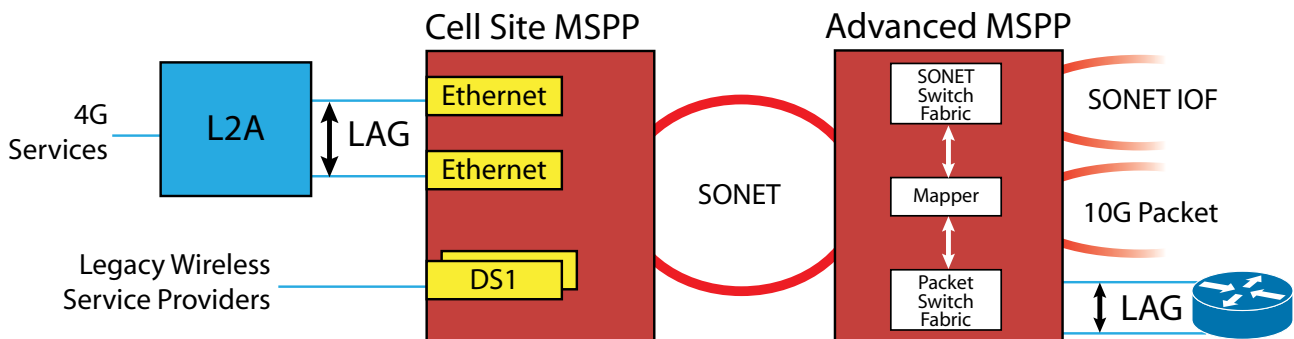 Cell Site MSPP
Advanced MSPP
4G
Services
L2A
LAG
Ethernet
Ethernet
DS1
Legacy Wireless
Service Providers
SONET
SONET
Switch
Fabric
Mapper
Packet
Switch
Fabric
SONET IOF
10G Packet
LAG